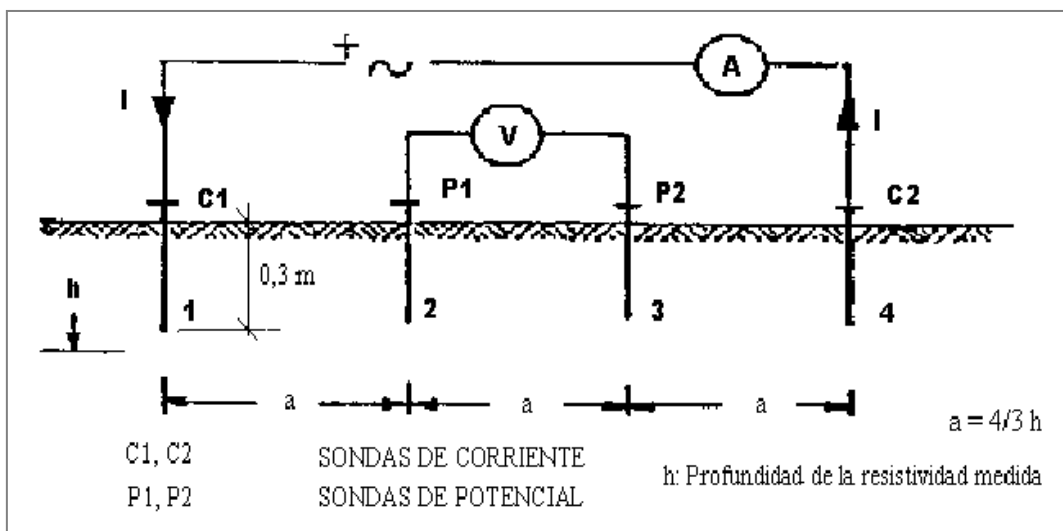 A
I
I
V
C1
P1
P2
C2
0,3 m
h
1
2
3
4
a
a
a
a = 4/3 h
C1, C2 SONDAS DE CORRIENTE
h: Profundidad de la resistividad medida
P1, P2 SONDAS DE POTENCIAL